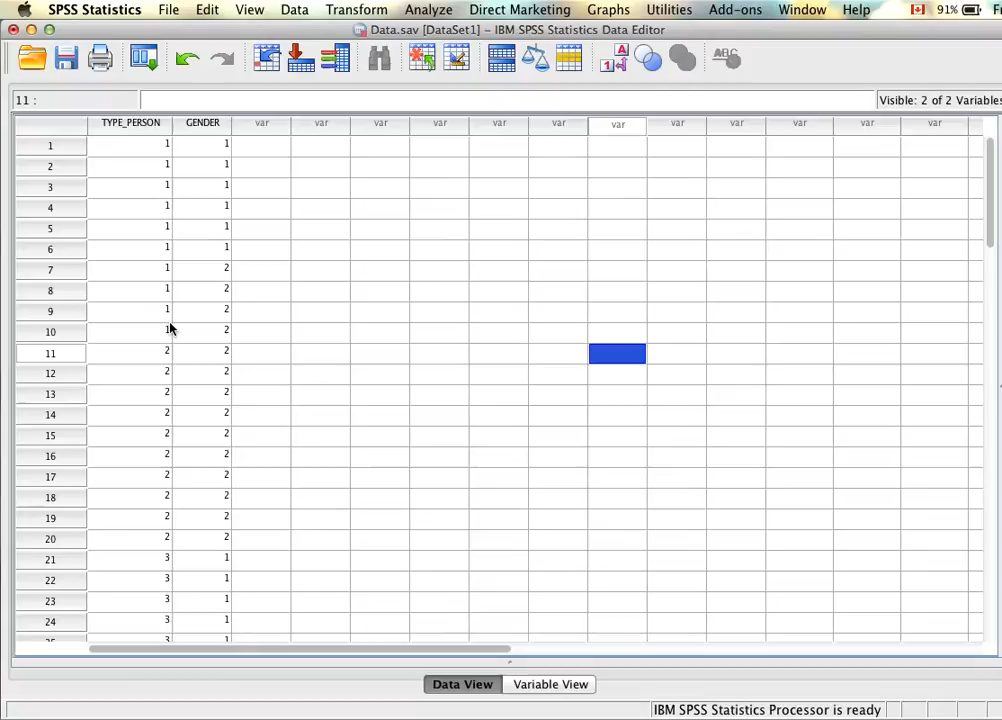 SPSS Statistics File Edit View Data Transform Analyze Direct Marketing Graphs Utilities Add-ons Window Help 91%
Data.sav [DataSet1] – IBM SPSS Statistics Data Editor
A 1 4 ABC
11 :
Visible: 2 of 2 Variables
TYPE_PERSON GENDER var var var var var var var var var var var var
1 1 1
2 1 1
3 1 1
4 1 1
5 1 1
6 1 1
7 1 2
8 1 2
9 1 2
10 1 2
11 2 2
12 2 2
13 2 2
14 2 2
15 2 2
16 2 2
17 2 2
18 2 2
19 2 2
20 2 2
21 3 1
22 3 1
23 3 1
24 3 1
25 3 1
Data View Variable View
IBM SPSS Statistics Processor is ready